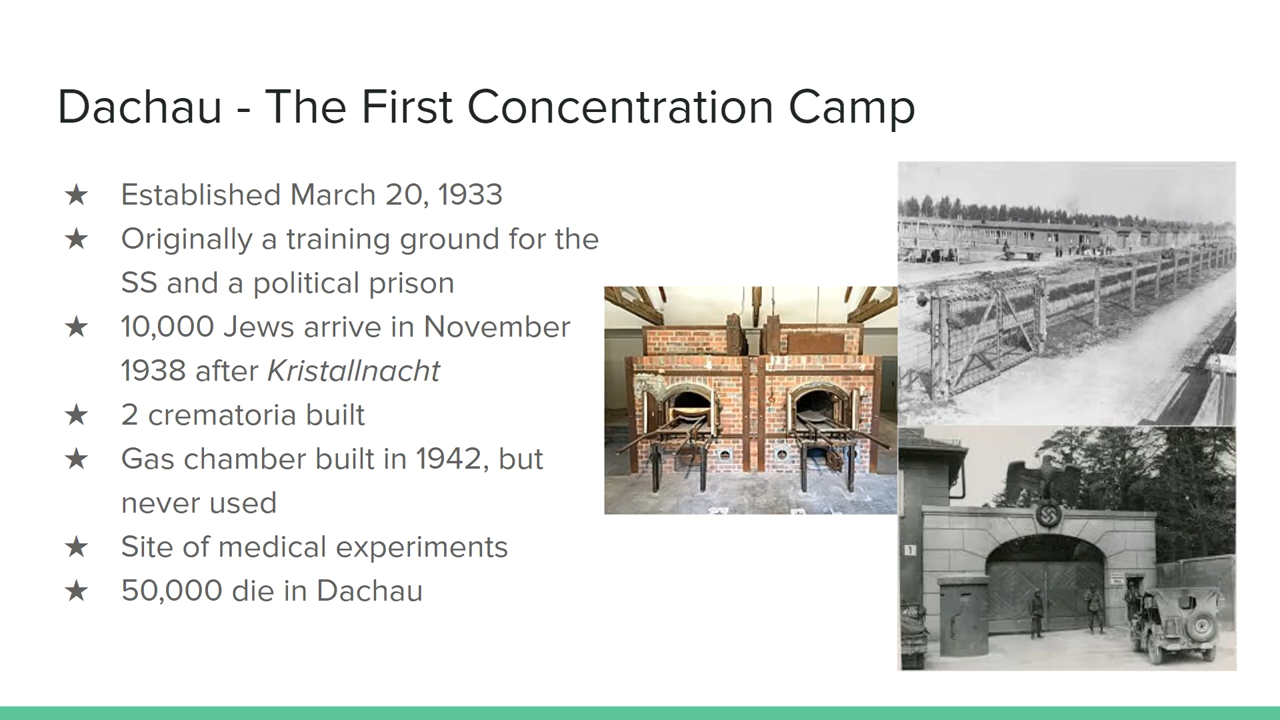 Dachau - The First Concentration Camp
★ Established March 20, 1933
★ Originally a training ground for the
SS and a political prison
★ 10,000 Jews arrive in November
1938 after Kristallnacht
★ 2 crematoria built
★ Gas chamber built in 1942, but
never used
★ Site of medical experiments
★ 50,000 die in Dachau
1